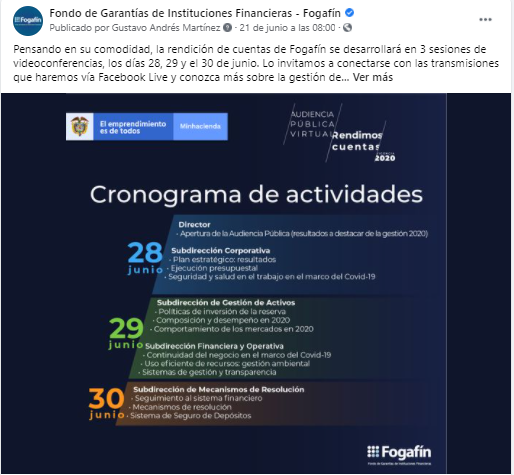 Fogafín
Fondo de Garantías de Instituciones Financieras - Fogafín
Publicado por Gustavo Andrés Martínez · 21 de junio a las 08:00 ·
Pensando en su comodidad, la rendición de cuentas de Fogafín se desarrollará en 3 sesiones de
videoconferencias, los días 28, 29 y el 30 de junio. Lo invitamos a conectarse con las transmisiones
que haremos vía Facebook Live y conozca más sobre la gestión de... Ver más
El emprendimiento
es de todos
Minhacienda
AUDIENCIA
PÚBLICA
VIRTUAL
Rendimos
cuentas
2020
Cronograma de actividades
28
junio
Director
• Apertura de la Audiencia Pública (resultados a destacar de la gestión 2020)
Subdirección Corporativa
• Plan estratégico: resultados
• Ejecución presupuestal
• Seguridad y salud en el trabajo en el marco del Covid-19
29
junio
Subdirección de Gestión de Activos
• Políticas de inversión de la reserva
• Composición y desempeño en 2020
• Comportamiento de los mercados en 2020
Subdirección Financiera y Operativa
• Continuidad del negocio en el marco del Covid-19
• Uso eficiente de recursos: gestión ambiental
• Sistemas de gestión y transparencia
30
junio
Subdirección de Mecanismos de Resolución
• Seguimiento al sistema financiero
• Mecanismos de resolución
• Sistema de Seguro de Depósitos
Fogafín
Fondo de Garantías de Instituciones Financieras